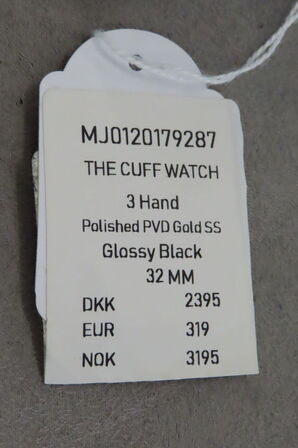 MJ0120179287
THE CUFF WATCH
3 Hand
Polished PVD Gold SS
Glossy Black
32 MM
DKK 2395
EUR 319
NOK 3195